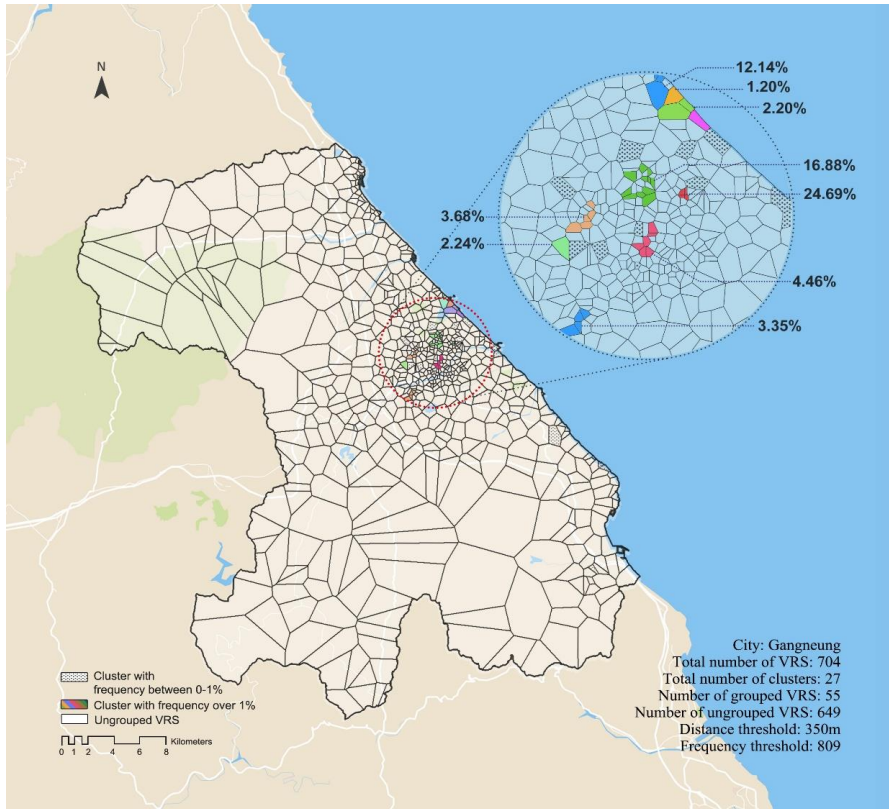 N
12.14%
1.20%
2.20%
16.88%
24.69%
3.68%
2.24%
4.46%
3.35%
Cluster with
frequency between 0-1%
Cluster with frequency over 1%
Ungrouped VRS
Kilometers
0 1 2 4 6 8
City: Gangneung
Total number of VRS: 704
Total number of clusters: 27
Number of grouped VRS: 55
Number of ungrouped VRS: 649
Distance threshold: 350m
Frequency threshold: 809